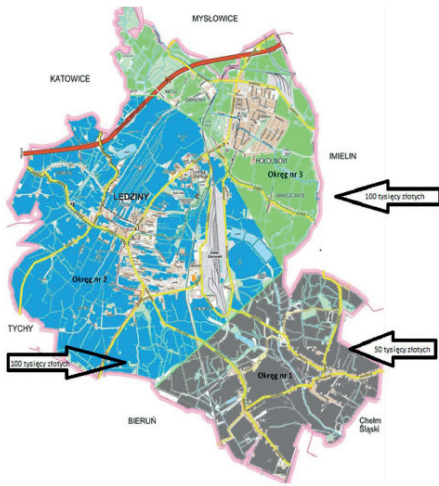 MYSŁOWICE
KATOWICE
IMIELIN
HOŁDUNÓW
Okręg nr 3
100 tysięcy złotych
LĘDZINY
Okręg nr 2
TYCHY
100 tysięcy złotych
50 tysięcy złotych
Okręg nr 1
BIERUŃ
Chełm
Śląski